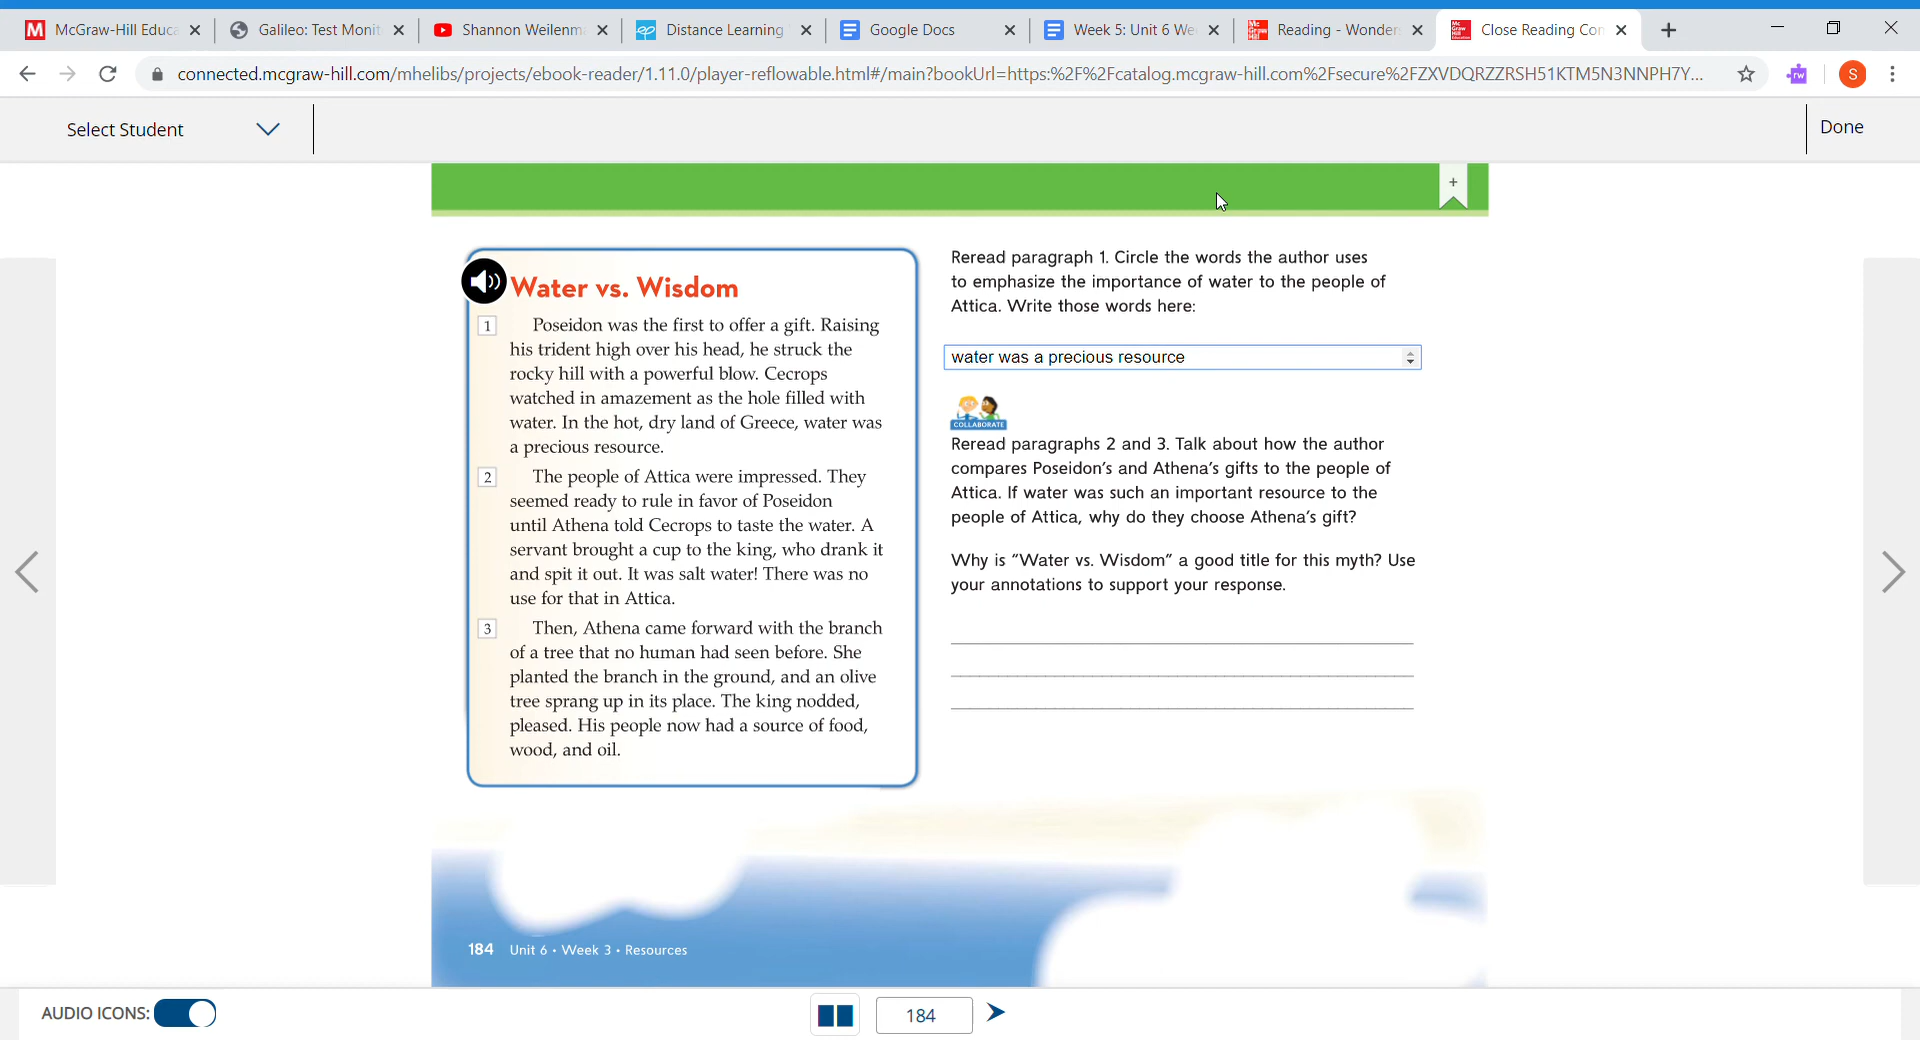 McGraw-Hill Educa
Galileo: Test Monit
Shannon Weilenm
Distance Learning
Google Docs
Week 5: Unit 6 We
Reading - Wonder
Close Reading Con
connected.mcgraw-hill.com/mhelibs/projects/ebook-reader/1.11.0/player-reflowable.html#/main?bookUrl=https:%2F%2Fcatalog.mcgraw-hill.com%2Fsecure%2FZXVDQRZZRSH51KTM5N3NNPH7Y...
rw
S
Select Student
Done
+
Water vs. Wisdom
1 Poseidon was the first to offer a gift. Raising
his trident high over his head, he struck the
rocky hill with a powerful blow. Cecrops
watched in amazement as the hole filled with
water. In the hot, dry land of Greece, water was
a precious resource.
2 The people of Attica were impressed. They
seemed ready to rule in favor of Poseidon
until Athena told Cecrops to taste the water. A
servant brought a cup to the king, who drank it
and spit it out. It was salt water! There was no
use for that in Attica.
3 Then, Athena came forward with the branch
of a tree that no human had seen before. She
planted the branch in the ground, and an olive
tree sprang up in its place. The king nodded,
pleased. His people now had a source of food,
wood, and oil.
Reread paragraph 1. Circle the words the author uses
to emphasize the importance of water to the people of
Attica. Write those words here:
water was a precious resource
COLLABORATE
Reread paragraphs 2 and 3. Talk about how the author
compares Poseidon's and Athena's gifts to the people of
Attica. If water was such an important resource to the
people of Attica, why do they choose Athena's gift?
Why is "Water vs. Wisdom" a good title for this myth? Use
your annotations to support your response.
184 Unit 6 • Week 3 • Resources
AUDIO ICONS:
184